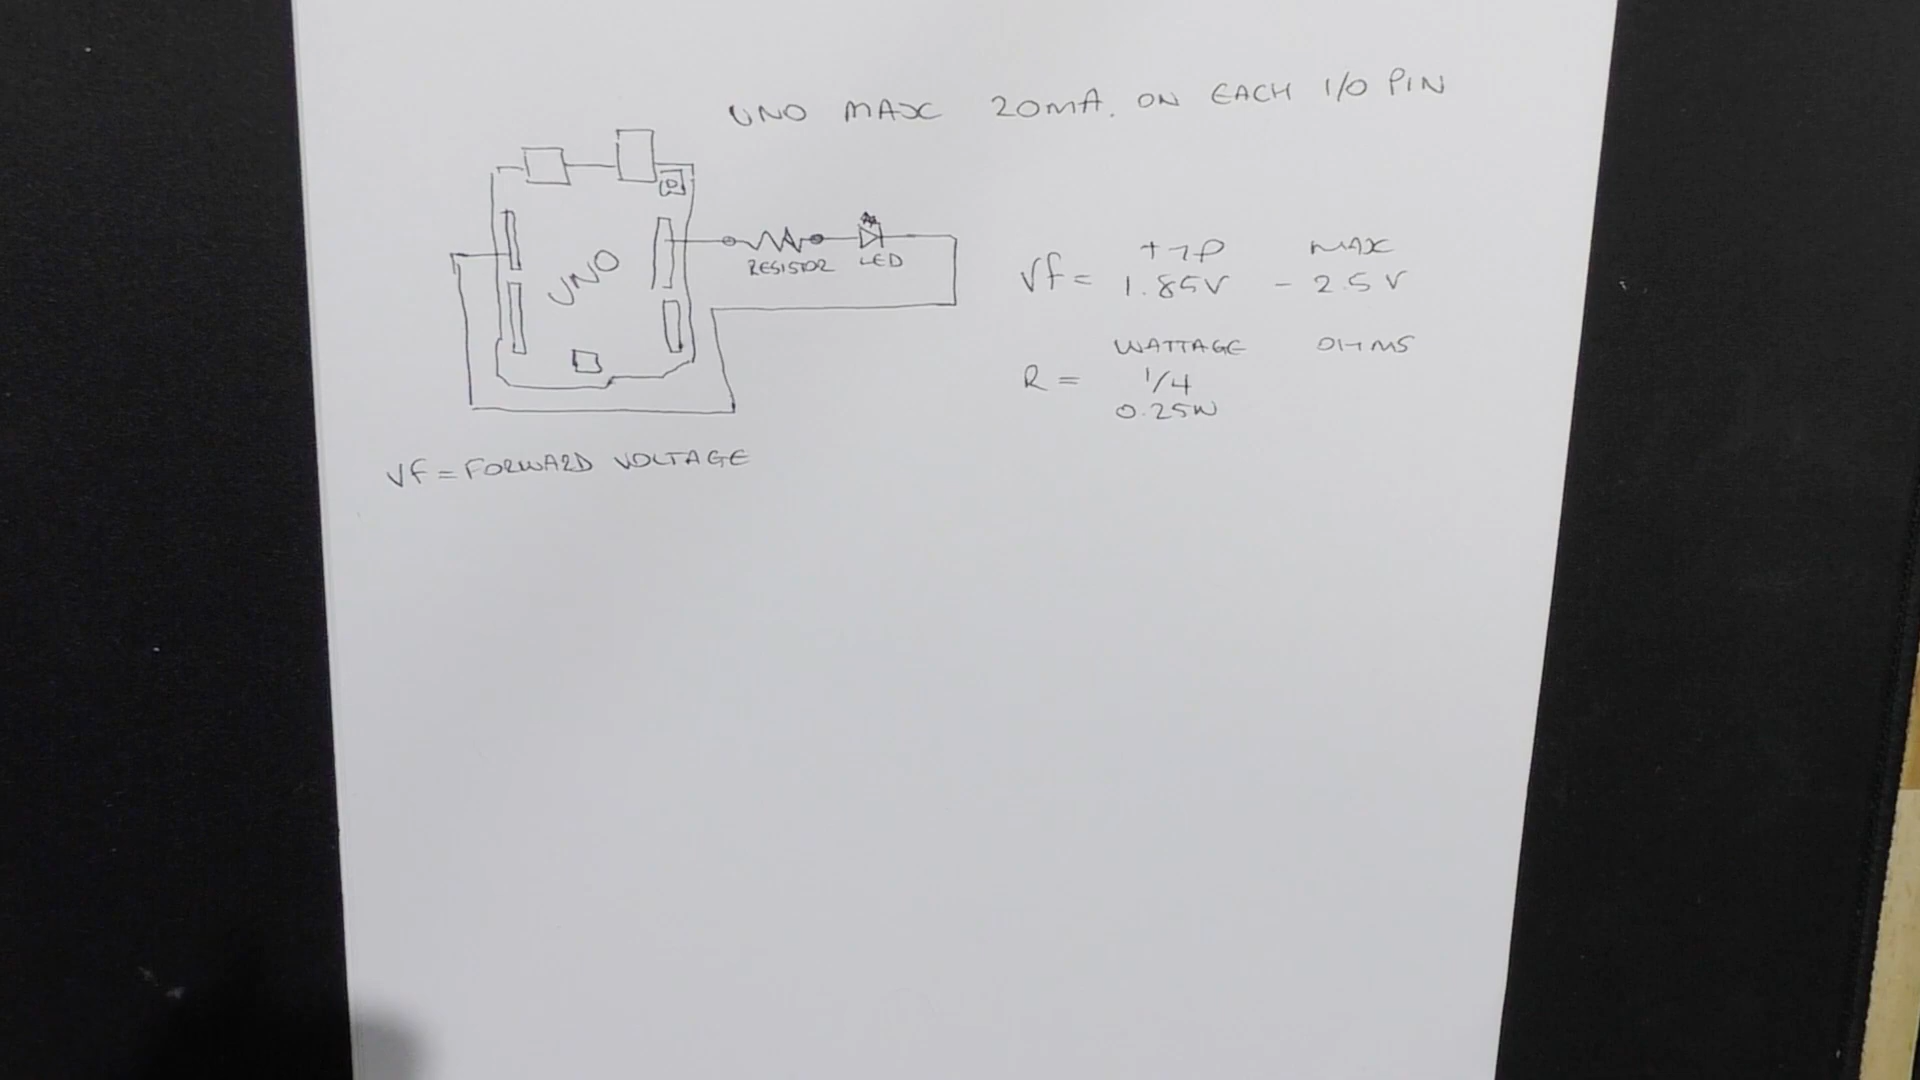 UNO MAX 20mA. ON EACH I/O PIN
UNO
RESISTOR
LED
TYP MAX
Vf = 1.85V - 2.5V
WATTAGE OHMS
R = 1/4
0.25W
Vf = FORWARD VOLTAGE